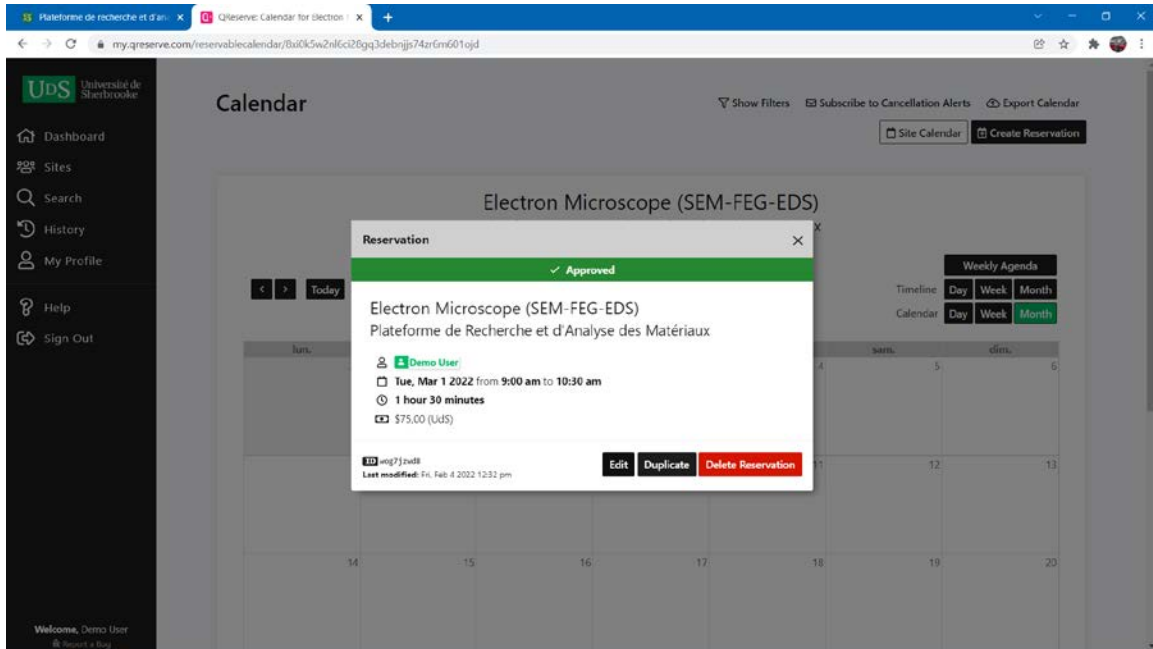 Plateforme de recherche et d'an
QReserve: Calendar for Election
my.qreserve.com/reservablecalendar/
UDS Université de
Sherbrooke
Dashboard
Sites
Search
History
My Profile
Help
Sign Out
Welcome, Demo User
Report a Bug
Calendar
Show Filters Subscribe to Cancellation Alerts Export Calendar
Site Calendar Create Reservation
Electron Microscope (SEM-FEG-EDS)
x
Weekly Agenda
< > Today
Timeline Day Week Month
Calendar Day Week Month
lun. sam. dim.
4 5 6
11 12 13
14 15 16 17 18 19 20
Reservation
Approved
Electron Microscope (SEM-FEG-EDS)
Plateforme de Recherche et d'Analyse des Matériaux
Demo User
Tue, Mar 1 2022 from 9:00 am to 10:30 am
1 hour 30 minutes
$75.00 (UdS)
ID
Last modified: Fri, Feb 4 2022 12:32 pm
Edit Duplicate Delete Reservation